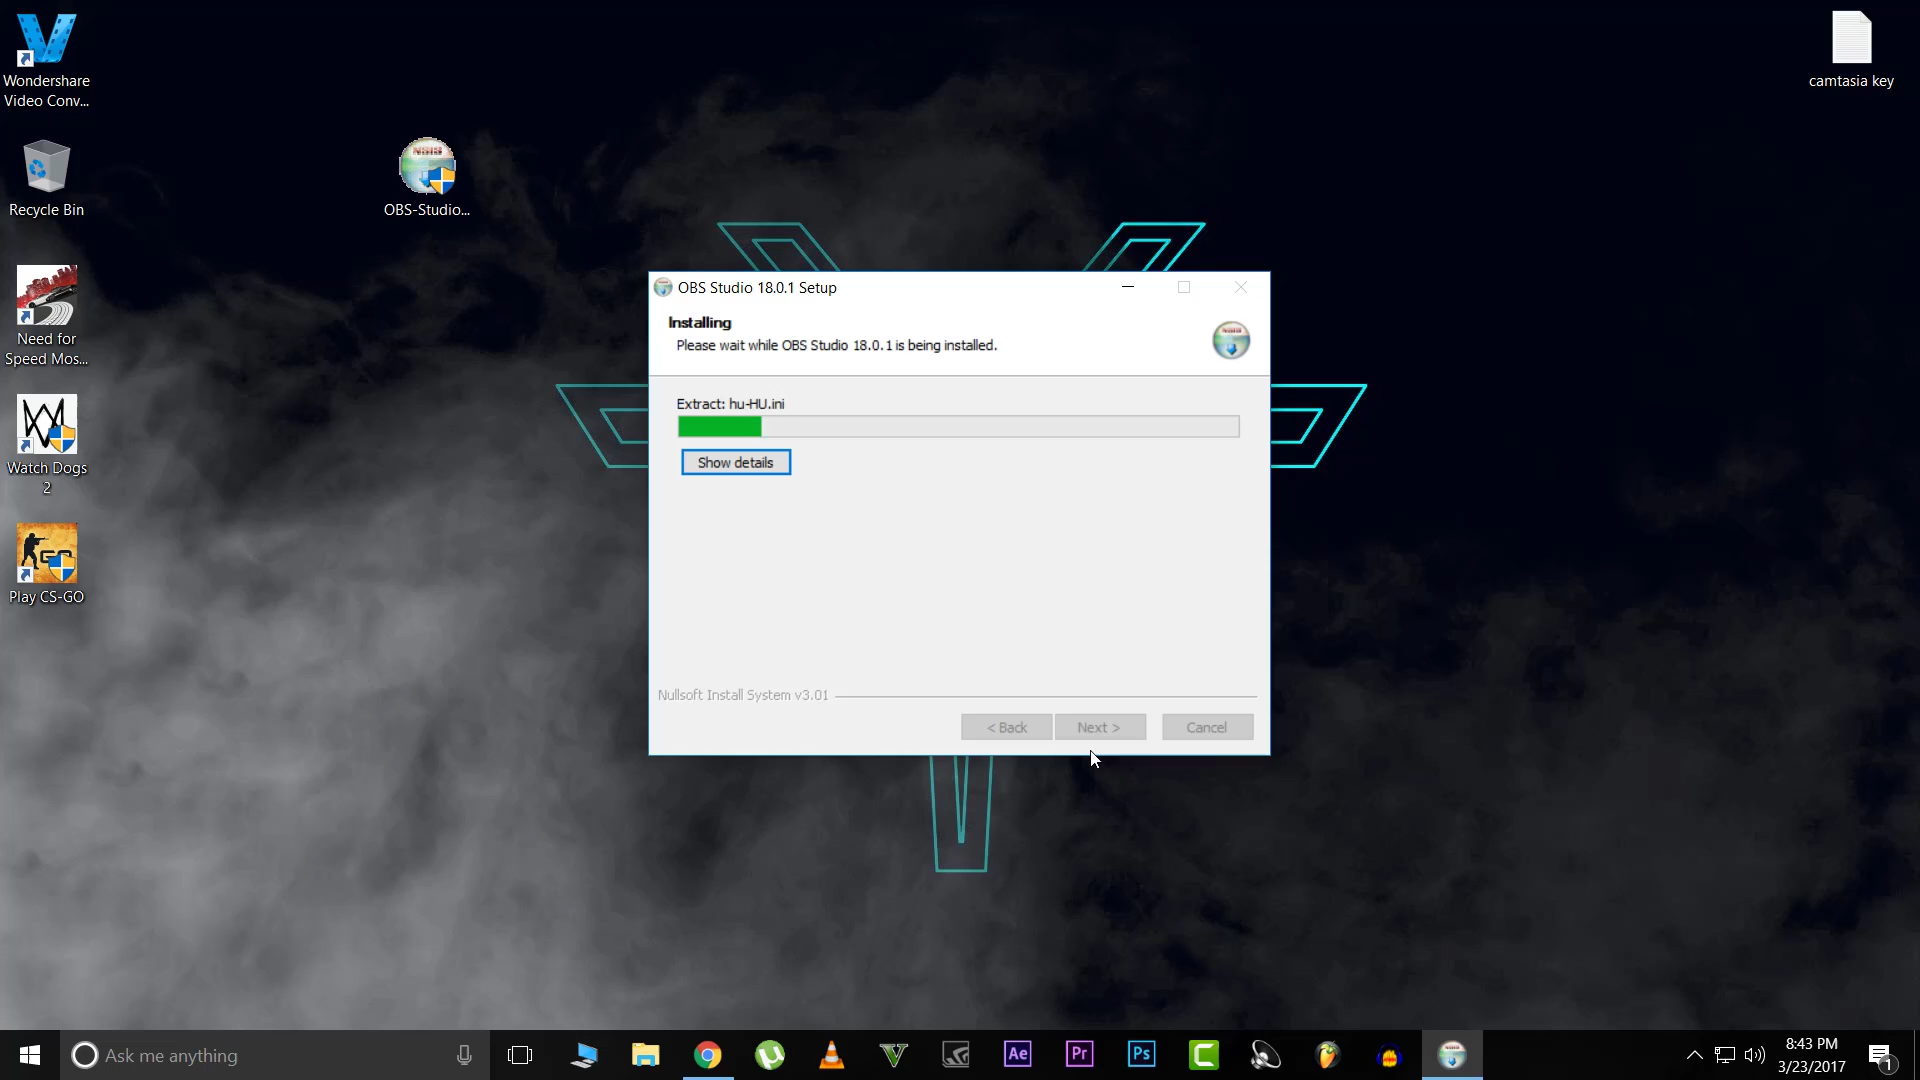 Wondershare
Video Conv...
camtasia key
Recycle Bin
OBS-Studio...
Need for
Speed Mos...
Watch Dogs
2
Play CS-GO
OBS Studio 18.0.1 Setup
Installing
Please wait while OBS Studio 18.0.1 is being installed.
Extract: hu-HU.ini
Show details
Nullsoft Install System v3.01
< Back
Next >
Cancel
Ask me anything
Ae
Pr
Ps
8:43 PM
3/23/2017
1